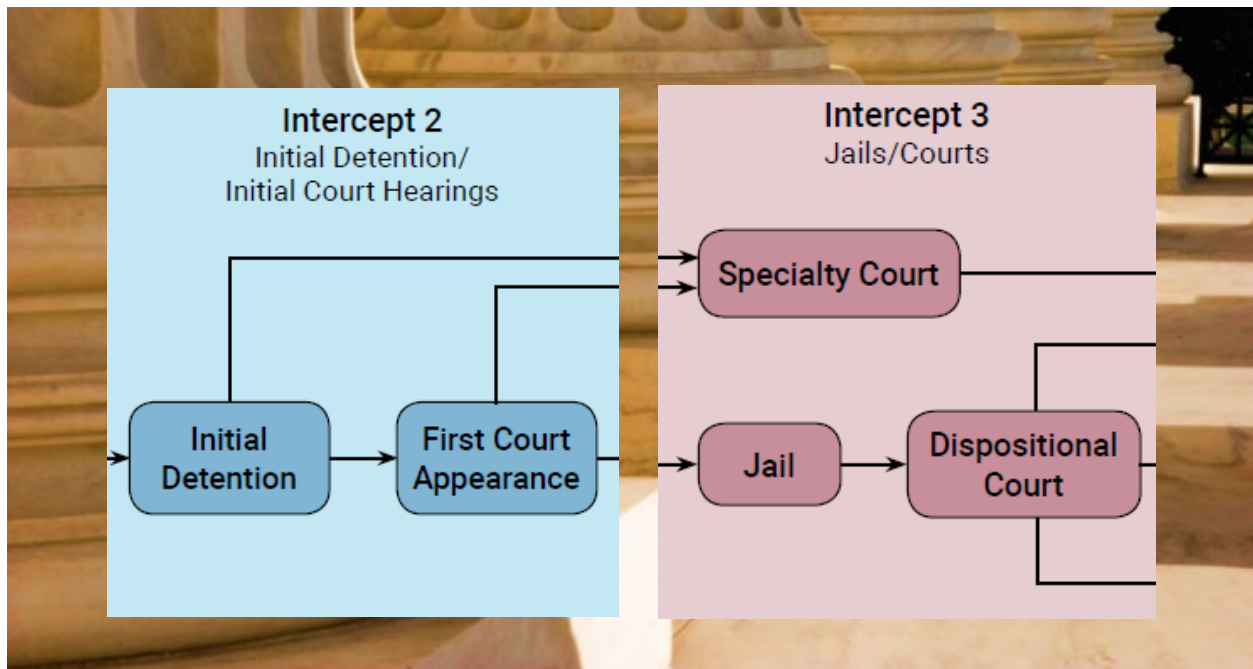 Intercept 2
Initial Detention/
Initial Court Hearings
Initial
Detention
First Court
Appearance
Intercept 3
Jails/Courts
Specialty Court
Jail
Dispositional
Court